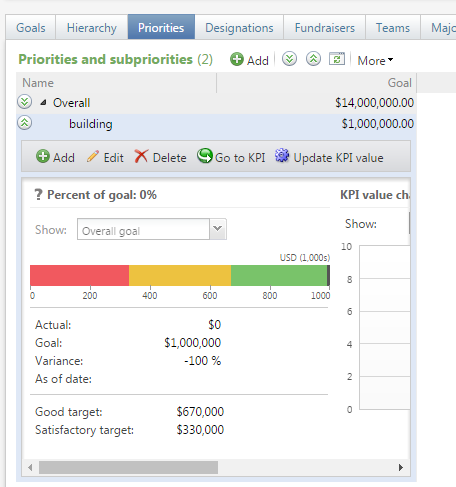 Goals Hierarchy Priorities Designations Fundraisers Teams Majo
Priorities and subpriorities (2) Add More
Name Goal
Overall $14,000,000.00
building $1,000,000.00
Add Edit Delete Go to KPI Update KPI value
? Percent of goal: 0% KPI value cha
Show: Overall goal Show:
USD (1,000s)
0 200 400 600 800 1000
10
8
6
4
2
0
Actual: $0
Goal: $1,000,000
Variance: -100 %
As of date:
Good target: $670,000
Satisfactory target: $330,000